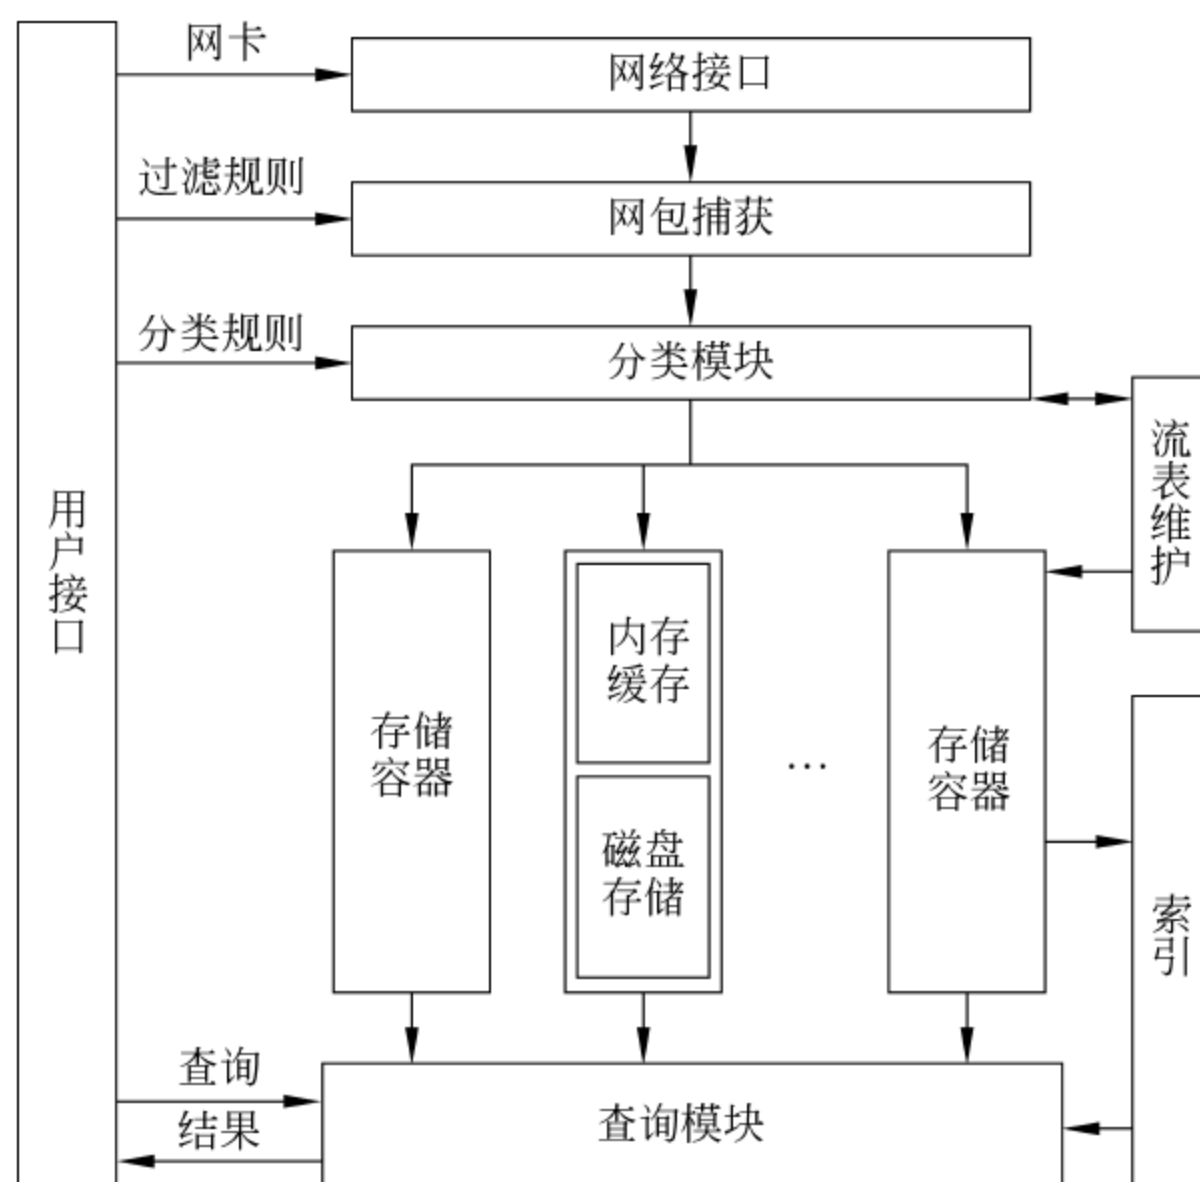 网卡
网络接口
过滤规则
网包捕获
分类规则
分类模块
流表维护
用户接口
内存
缓存
存储
容器
…
存储
容器
磁盘
存储
索引
查询
结果
查询模块